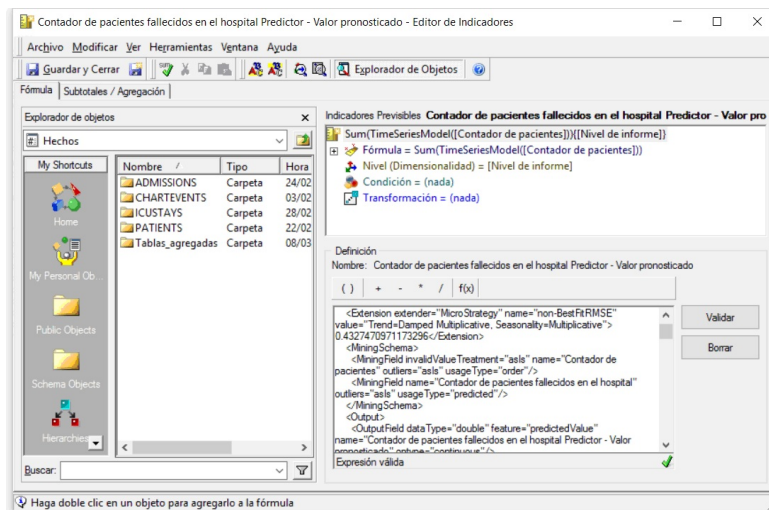 Contador de pacientes fallecidos en el hospital Predictor - Valor pronosticado - Editor de Indicadores
Archivo Modificar Ver Herramientas Ventana Ayuda
Guardar y Cerrar
Explorador de Objetos
Fórmula Subtotales / Agregación
Explorador de objetos
Hechos
My Shortcuts
Home
My Personal Ob...
Public Objects
Schema Objects
Hierarchies
Nombre / Tipo Hora
ADMISSIONS Carpeta 24/02
CHARTEVENTS Carpeta 03/02
ICUSTAYS Carpeta 28/02
PATIENTS Carpeta 22/02
Tablas_agregadas Carpeta 08/03
Buscar:
Indicadores Previsibles Contador de pacientes fallecidos en el hospital Predictor - Valor pro
Sum(TimeSeriesModel([Contador de pacientes])){[Nivel de informe]}
Fórmula = Sum(TimeSeriesModel([Contador de pacientes]))
Nivel (Dimensionalidad) = [Nivel de informe]
Condición = (nada)
Transformación = (nada)
Definición
Nombre: Contador de pacientes fallecidos en el hospital Predictor - Valor pronosticado
( ) + - * / f(x)
<Extension extender="MicroStrategy" name="non-BestFitRMSE"
value="Trend=Damped Multiplicative, Seasonality=Multiplicative">
0.4327470971173296</Extension>
<MiningSchema>
<MiningField invalidValueTreatment="asIs" name="Contador de
pacientes" outliers="asIs" usageType="order"/>
<MiningField name="Contador de pacientes fallecidos en el hospital"
outliers="asIs" usageType="predicted"/>
</MiningSchema>
<Output>
<OutputField dataType="double" feature="predictedValue"
name="Contador de pacientes fallecidos en el hospital Predictor - Valor
pronosticado" optype="continuous"/>
Expresión válida
Validar
Borrar
Haga doble clic en un objeto para agregarlo a la fórmula